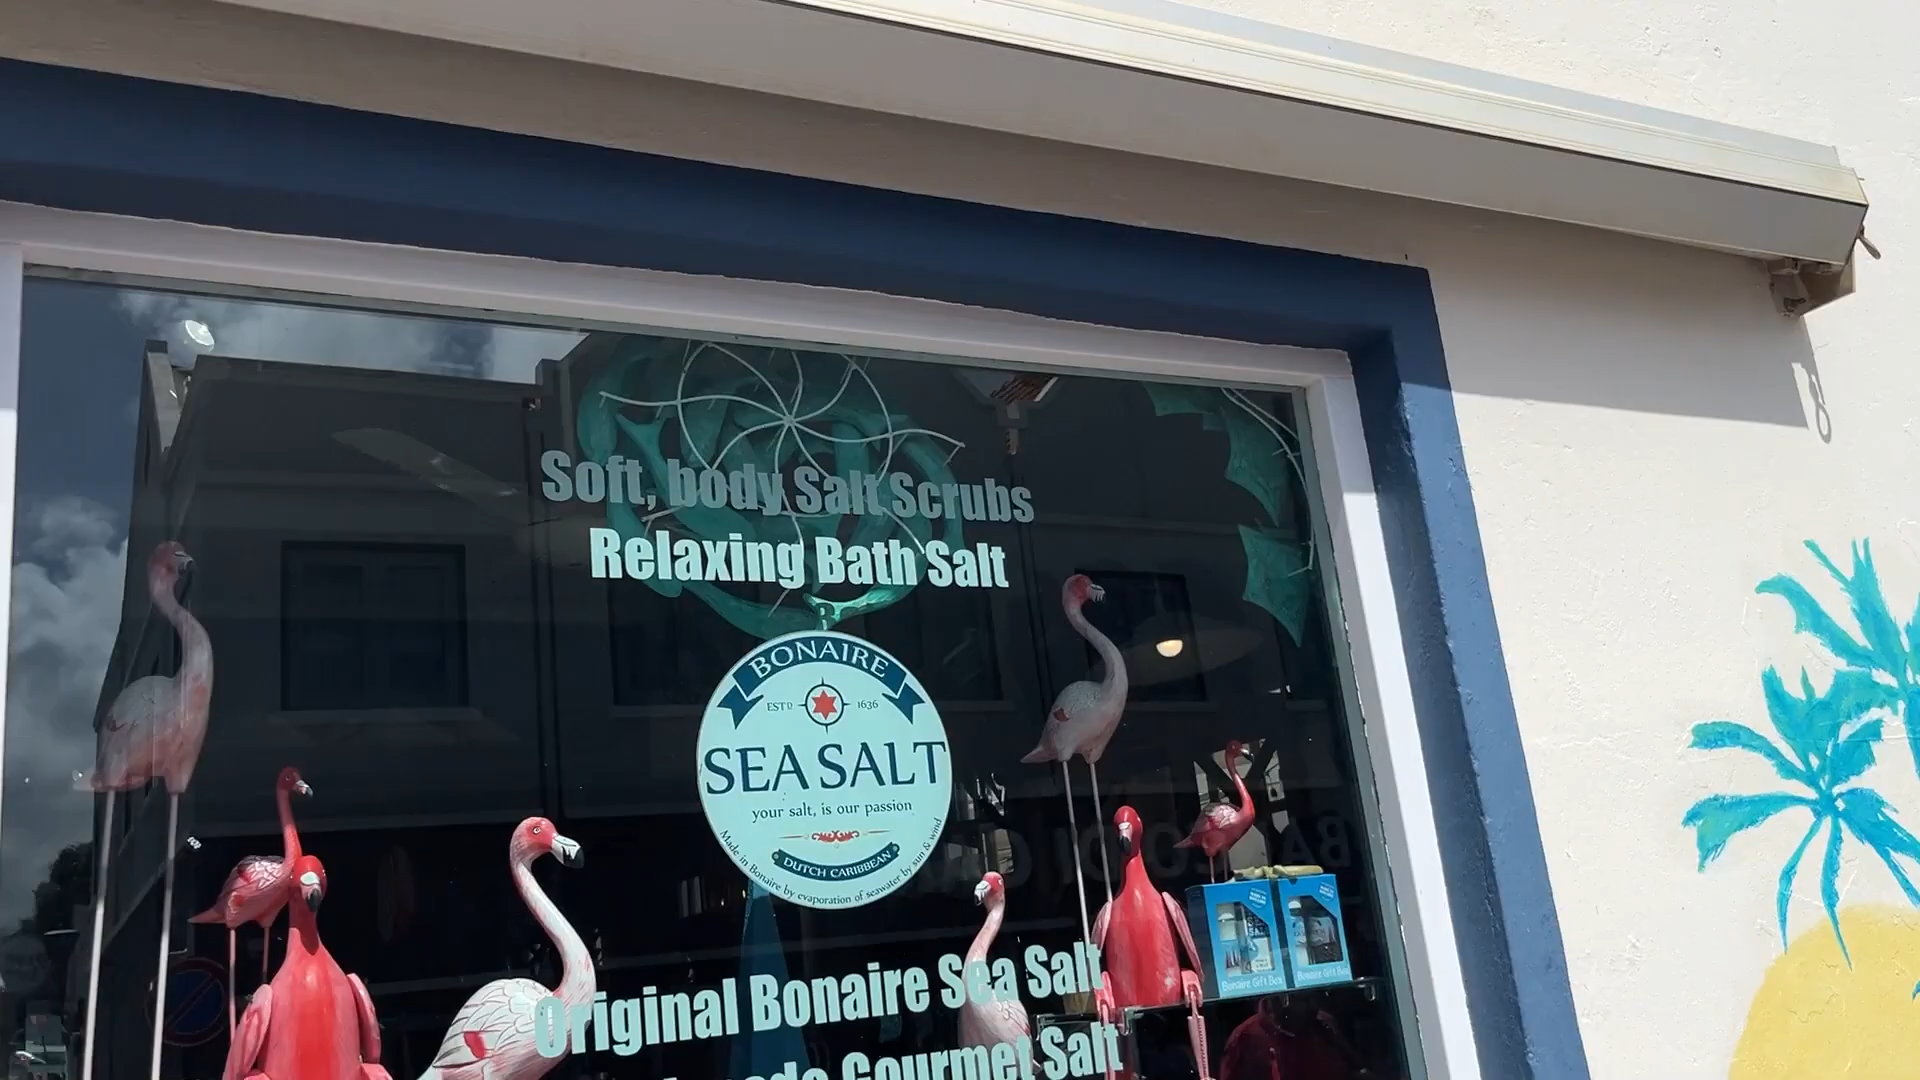 Soft, body Salt Scrubs
Relaxing Bath Salt
BONAIRE
ESTD 1636
SEA SALT
your salt, is our passion
DUTCH CARIBBEAN
Made in Bonaire by evaporation of seawater by sun & wind
Original Bonaire Sea Salt
Gourmet Salt
Bonaire Gift Box
Bonaire Gift Box